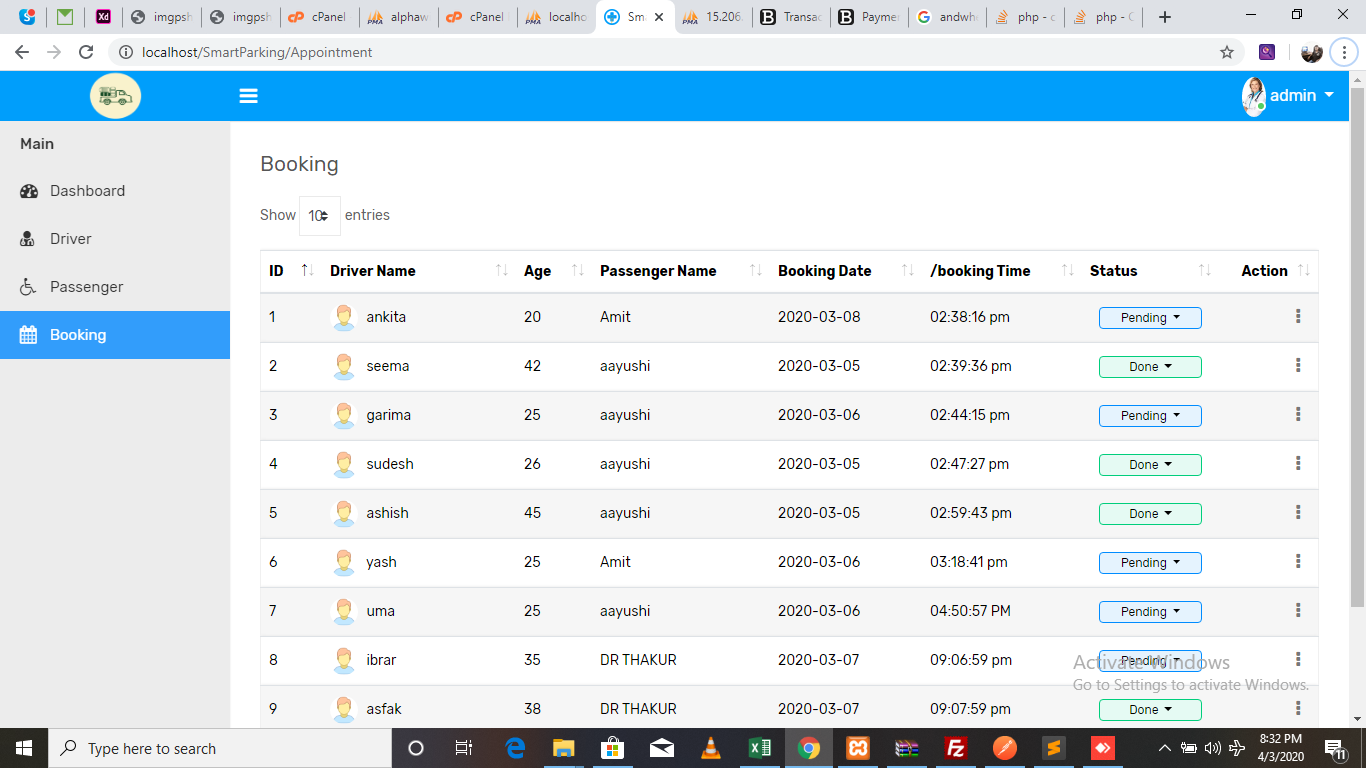 imgpsh
imgpsh
cPanel
alphaw
cPanel
localho
Sm
15.206.
Transac
Paymer
andwh
php - c
php - C
localhost/SmartParking/Appointment
admin
Main
Dashboard
Driver
Passenger
Booking
Booking
Show 10 entries
ID Driver Name Age Passenger Name Booking Date /booking Time Status Action
1 ankita 20 Amit 2020-03-08 02:38:16 pm Pending
2 seema 42 aayushi 2020-03-05 02:39:36 pm Done
3 garima 25 aayushi 2020-03-06 02:44:15 pm Pending
4 sudesh 26 aayushi 2020-03-05 02:47:27 pm Done
5 ashish 45 aayushi 2020-03-05 02:59:43 pm Done
6 yash 25 Amit 2020-03-06 03:18:41 pm Pending
7 uma 25 aayushi 2020-03-06 04:50:57 PM Pending
8 ibrar 35 DR THAKUR 2020-03-07 09:06:59 pm Pending
9 asfak 38 DR THAKUR 2020-03-07 09:07:59 pm Done
Activate Windows
Go to Settings to activate Windows.
Type here to search
8:32 PM
4/3/2020
11